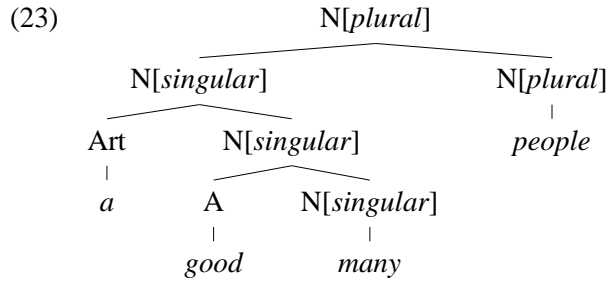 (23) N[plural]
N[singular] N[plural]
Art N[singular] people
a A N[singular]
good many